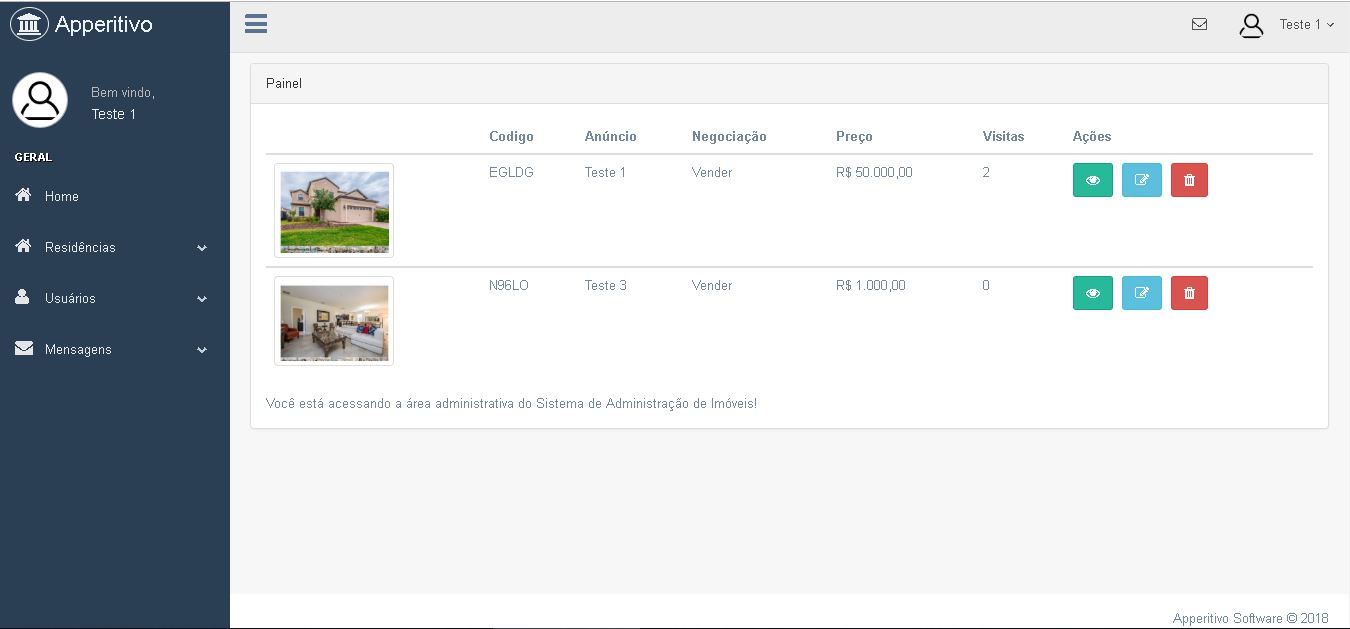 Apperitivo
Teste 1
Bem vindo,
Teste 1
GERAL
Home
Residências
Usuários
Mensagens
Painel
Codigo Anúncio Negociação Preço Visitas Ações
EGLDG Teste 1 Vender R$ 50.000,00 2
N96LO Teste 3 Vender R$ 1.000,00 0
Você está acessando a área administrativa do Sistema de Administração de Imóveis!
Apperitivo Software © 2018